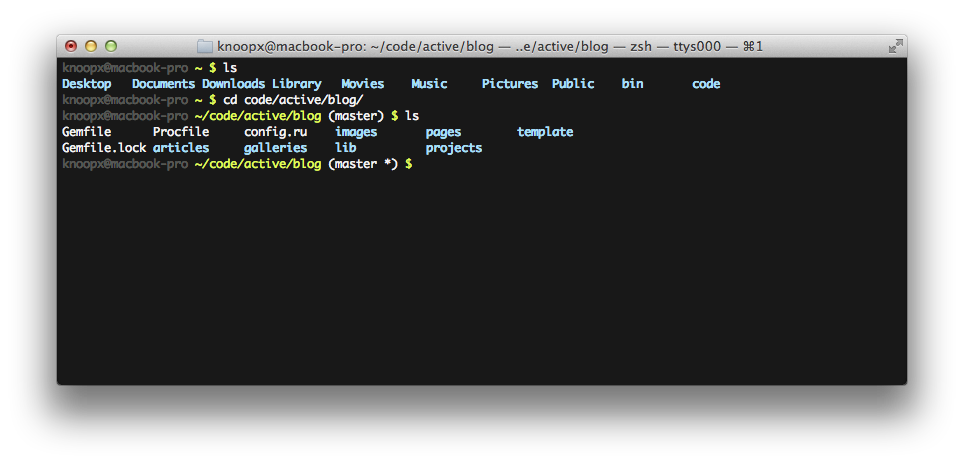 knoopx@macbook-pro: ~/code/active/blog — ..e/active/blog — zsh — ttys000 — ⌘1
knoopx@macbook-pro ~ $ ls
Desktop Documents Downloads Library Movies Music Pictures Public bin code
knoopx@macbook-pro ~ $ cd code/active/blog/
knoopx@macbook-pro ~/code/active/blog (master) $ ls
Gemfile Procfile config.ru images pages template
Gemfile.lock articles galleries lib projects
knoopx@macbook-pro ~/code/active/blog (master *) $